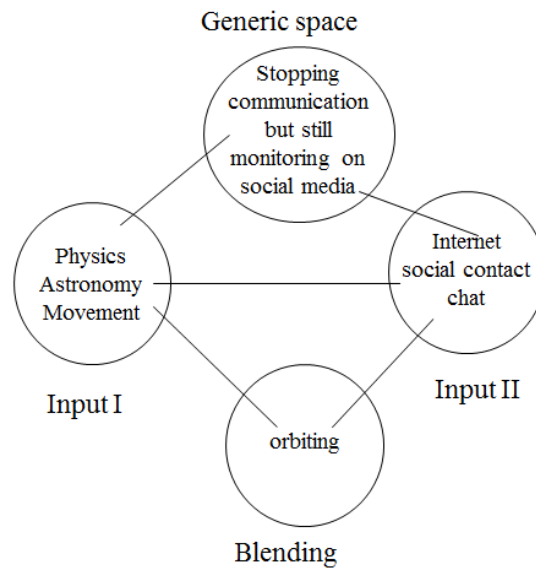 Generic space
Stopping
communication
but still
monitoring on
social media
Physics
Astronomy
Movement
Input I
Internet
social contact
chat
Input II
orbiting
Blending